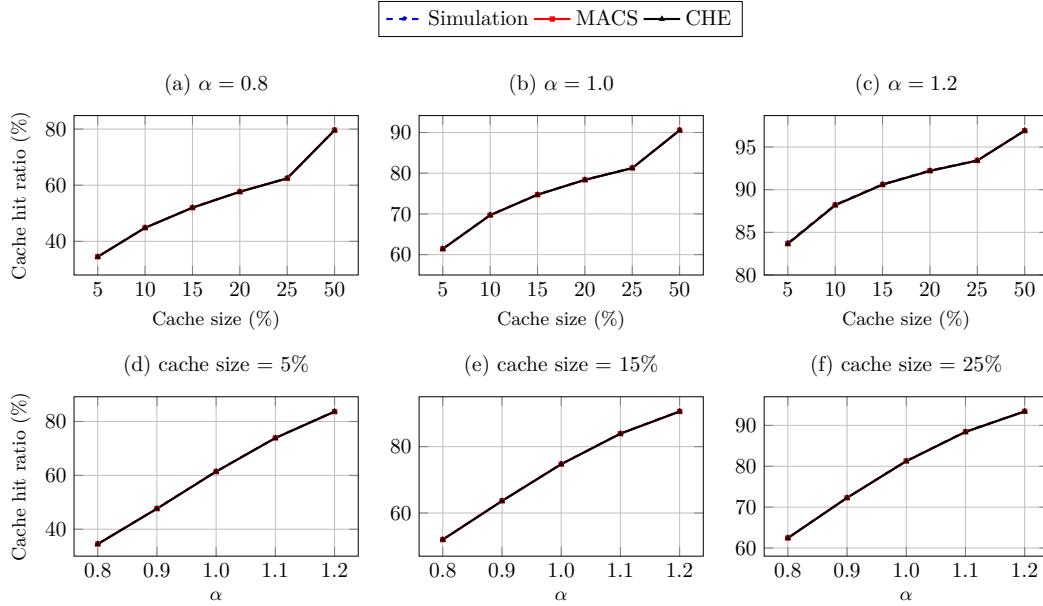 Simulation MACS CHE
(a) α = 0.8
(b) α = 1.0
(c) α = 1.2
Cache hit ratio (%)
80
60
40
5 10 15 20 25 50
Cache size (%)
90
80
70
60
5 10 15 20 25 50
Cache size (%)
95
90
85
80
5 10 15 20 25 50
Cache size (%)
(d) cache size = 5%
(e) cache size = 15%
(f) cache size = 25%
Cache hit ratio (%)
80
60
40
0.8 0.9 1.0 1.1 1.2
α
80
60
0.8 0.9 1.0 1.1 1.2
α
90
80
70
60
0.8 0.9 1.0 1.1 1.2
α